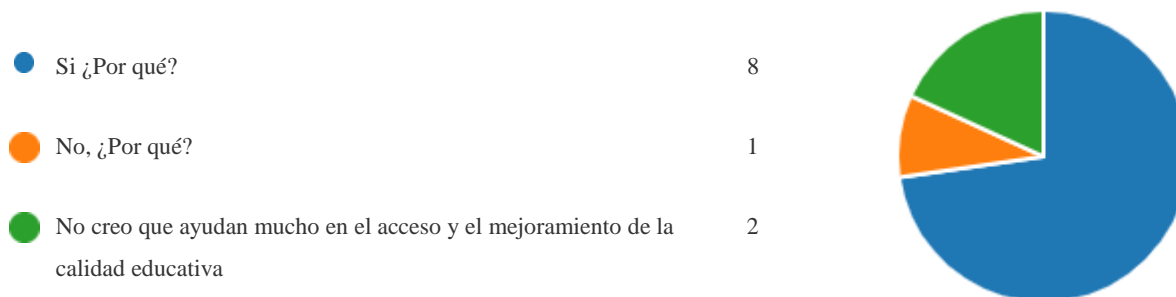 Si ¿Por qué? 8
No, ¿Por qué? 1
No creo que ayudan mucho en el acceso y el mejoramiento de la 2
calidad educativa